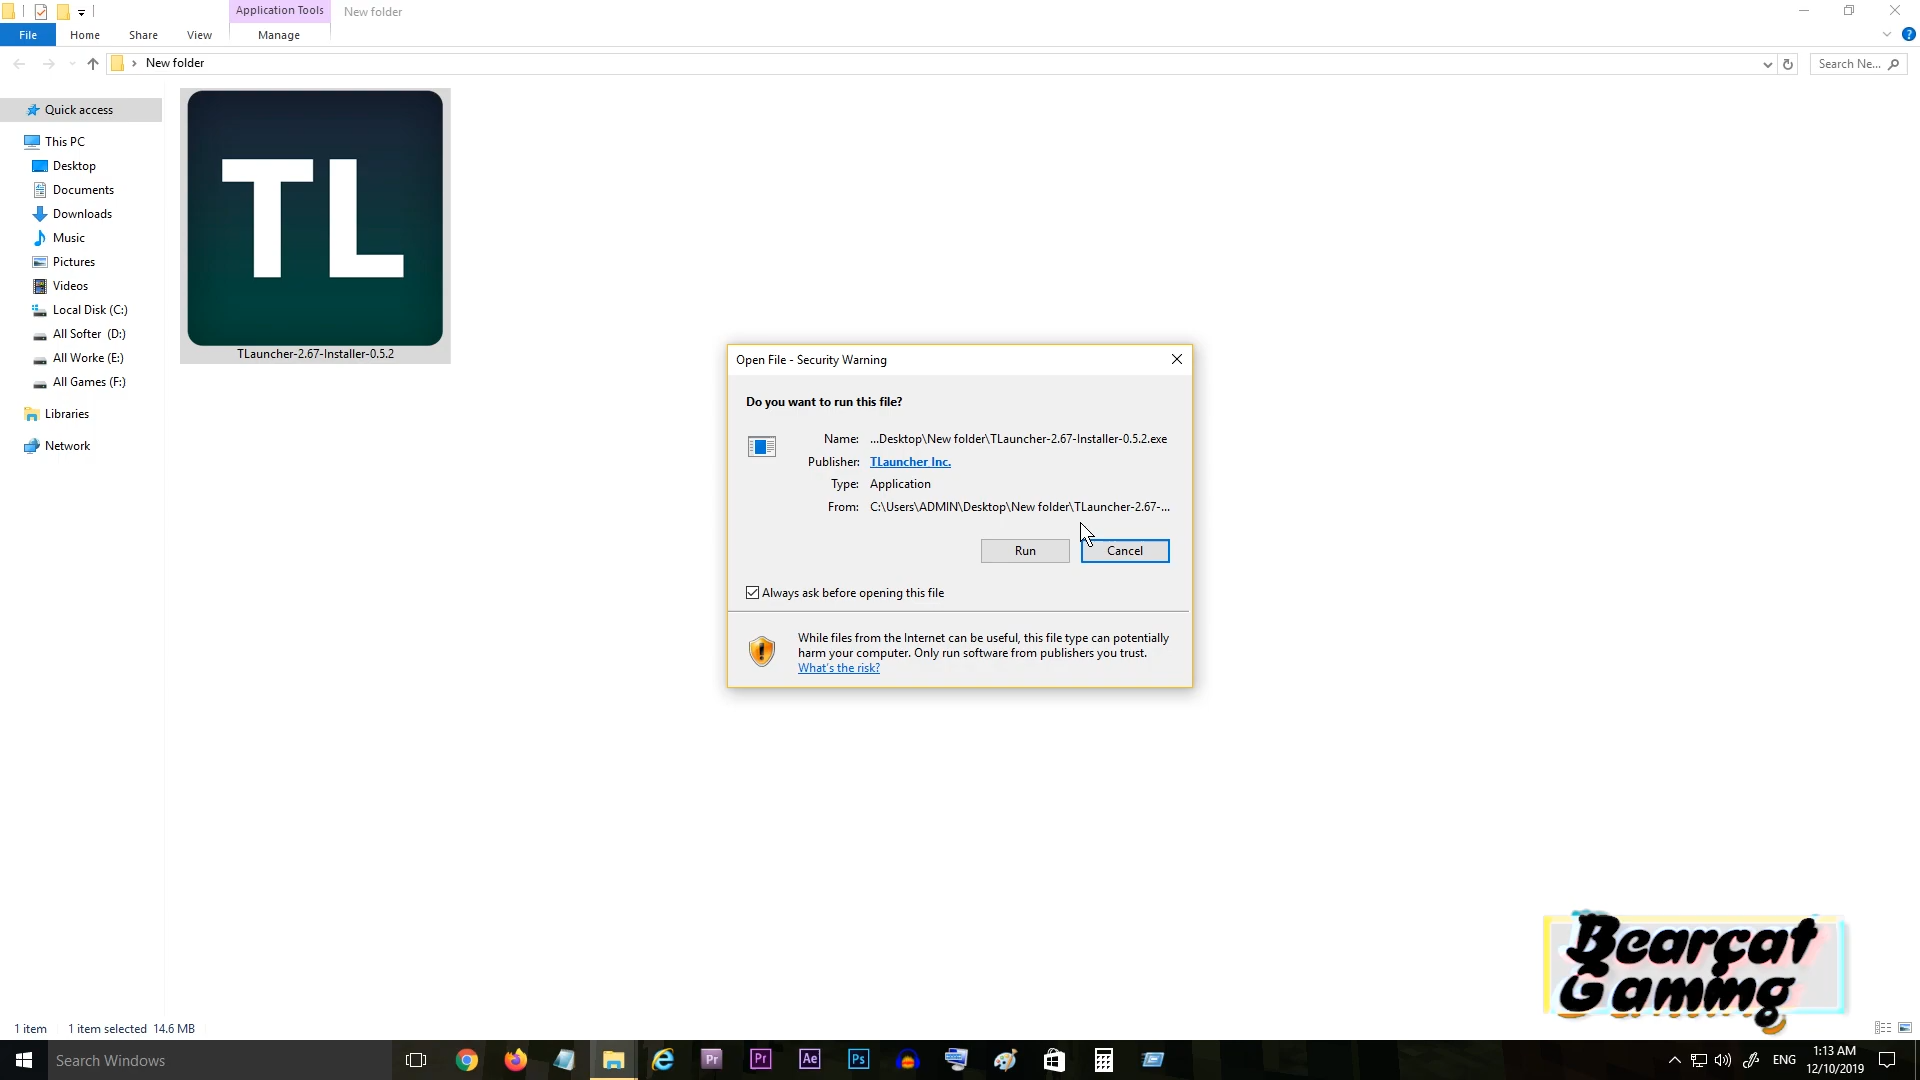 Application Tools
New folder
File
Home
Share
View
Manage
New folder
Search Ne...
Quick access
This PC
Desktop
Documents
Downloads
Music
Pictures
Videos
Local Disk (C:)
All Softer (D:)
All Worke (E:)
All Games (F:)
Libraries
Network
TL
TLauncher-2.67-Installer-0.5.2
Open File - Security Warning
Do you want to run this file?
Name: ...Desktop\New folder\TLauncher-2.67-Installer-0.5.2.exe
Publisher: TLauncher Inc.
Type: Application
From: C:\Users\ADMIN\Desktop\New folder\TLauncher-2.67-...
Run
Cancel
Always ask before opening this file
While files from the Internet can be useful, this file type can potentially
harm your computer. Only run software from publishers you trust.
What's the risk?
Bearcat
Gammg
1 item
1 item selected 14.6 MB
Search Windows
Pr
Pr
Ae
Ps
ENG
1:13 AM
12/10/2019